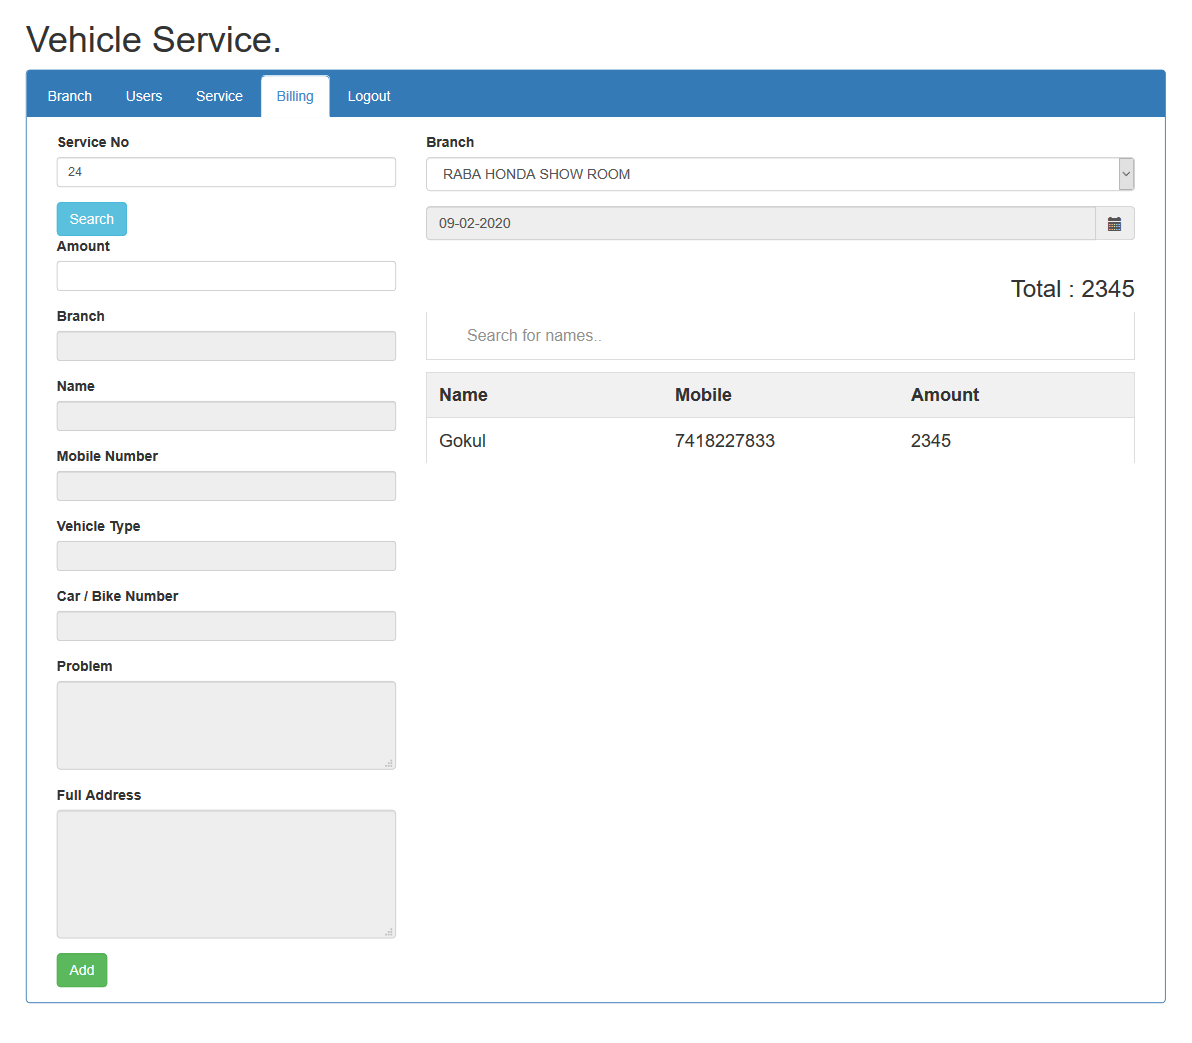 Vehicle Service.
Branch Users Service Billing Logout
Service No
24
Search
Amount
Branch
Name
Mobile Number
Vehicle Type
Car / Bike Number
Problem
Full Address
Add
Branch
RABA HONDA SHOW ROOM
09-02-2020
Total : 2345
Search for names..
Name Mobile Amount
Gokul 7418227833 2345